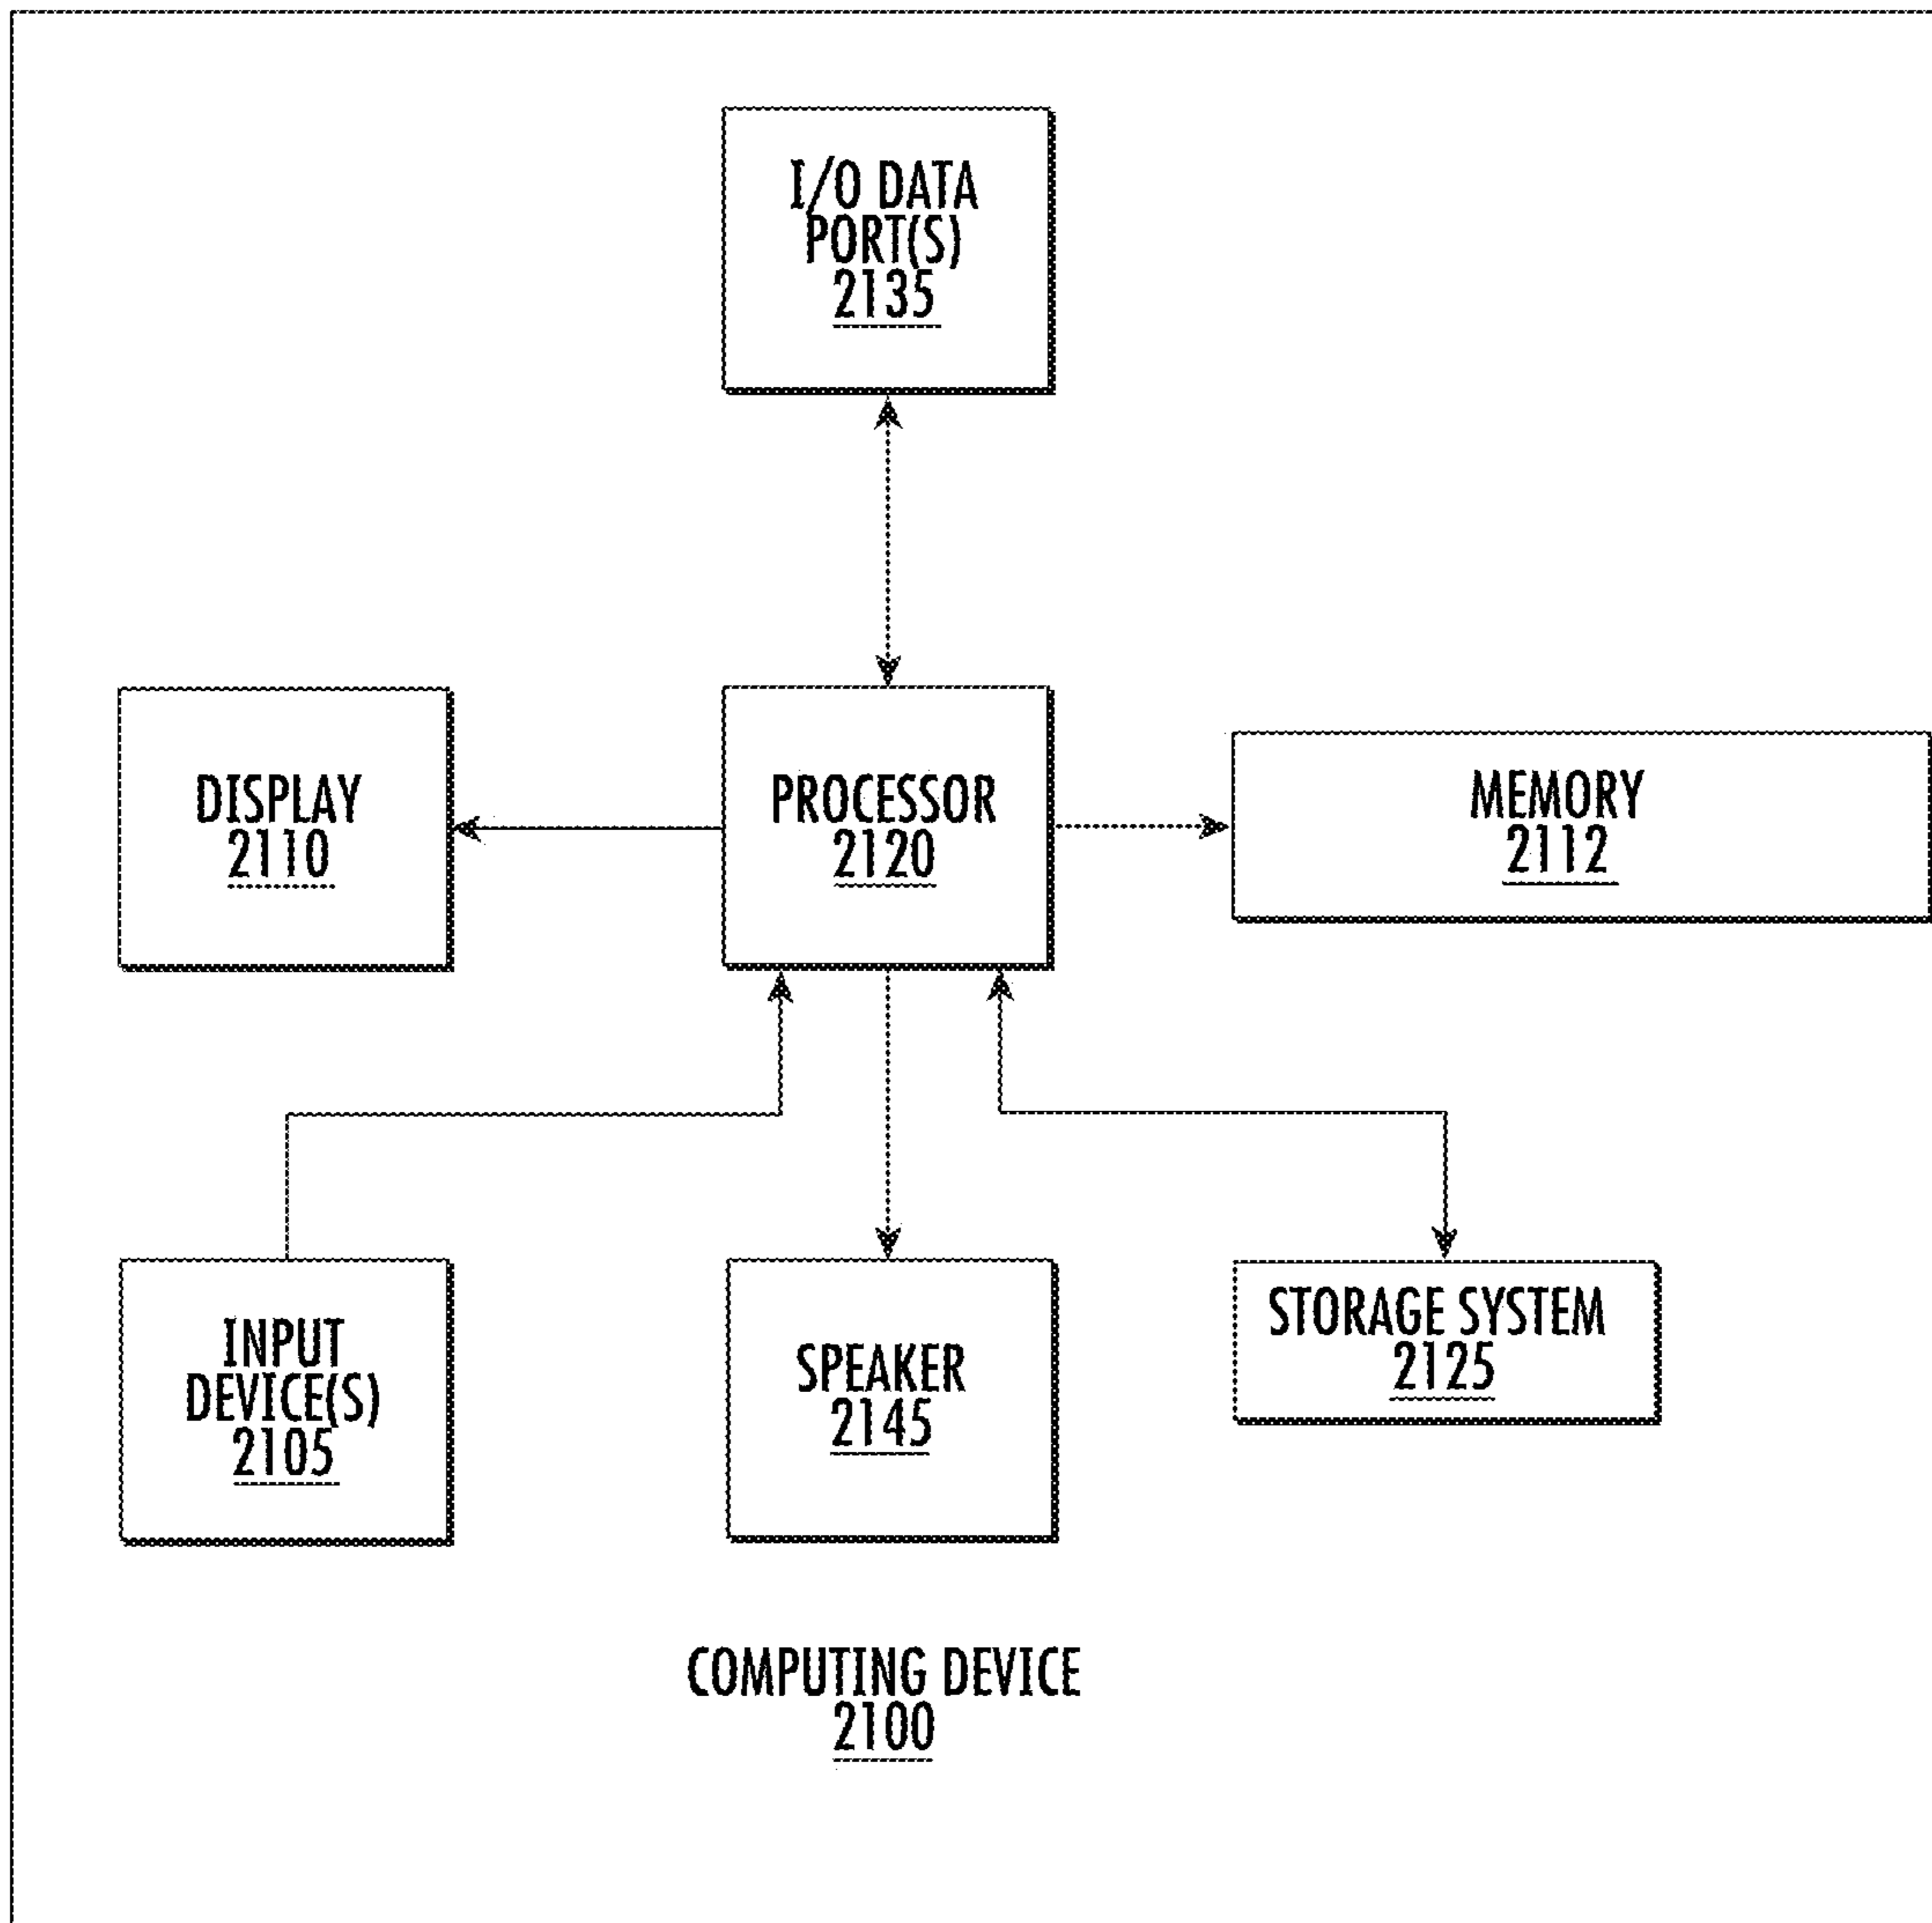 I/O DATA
PORT(S)
2135
DISPLAY
2110
PROCESSOR
2120
MEMORY
2112
INPUT
DEVICE(S)
2105
SPEAKER
2145
STORAGE SYSTEM
2125
COMPUTING DEVICE
2100